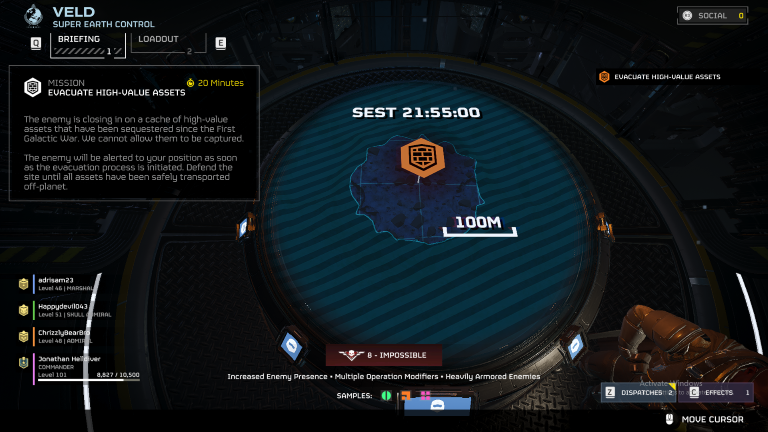 VELD
SUPER EARTH CONTROL
Q
BRIEFING
1
LOADOUT
2
E
SOCIAL 0
MISSION
EVACUATE HIGH-VALUE ASSETS
20 Minutes
The enemy is closing in on a cache of high-value
assets that have been sequestered since the First
Galactic War. We cannot allow them to be captured.
The enemy will be alerted to your position as soon
as the evacuation process is initiated. Defend the
site until all assets have been safely transported
off-planet.
EVACUATE HIGH-VALUE ASSETS
SEST 21:55:00
100M
adrisam23
Level 46 | MARSHAL
Happydevil043
Level 51 | SKULL ADMIRAL
ChrizzlyBearBro
Level 48 | ADMIRAL
Jonathan Helldiver
COMMANDER
Level 101 8,827 / 10,500
8 - IMPOSSIBLE
Increased Enemy Presence • Multiple Operation Modifiers • Heavily Armored Enemies
SAMPLES:
Activate Windows
Z DISPATCHES 2
C EFFECTS 1
MOVE CURSOR